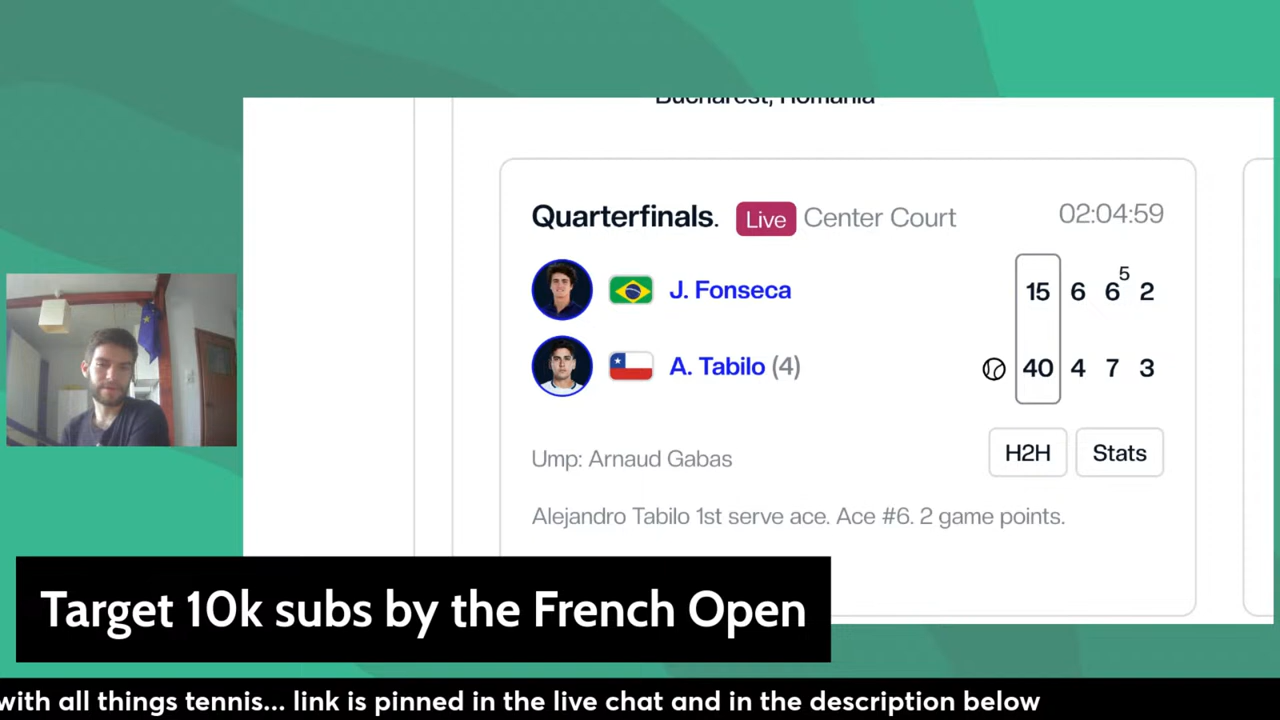 Bucharest, Romania
Quarterfinals. Live Center Court 02:04:59
J. Fonseca 15 6 6 5 2
A. Tabilo (4) 40 4 7 3
H2H Stats
Ump: Arnaud Gabas
Alejandro Tabilo 1st serve ace. Ace #6. 2 game points.
Target 10k subs by the French Open
with all things tennis... link is pinned in the live chat and in the description below